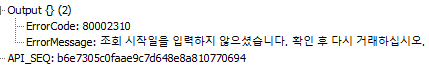 Output {} (2)
ErrorCode: 80002310
ErrorMessage: 조회 시작일을 입력하지 않으셨습니다. 확인 후 다시 거래하십시오.
API_SEQ: b6e7305c0faae9c7d648e8a810770694